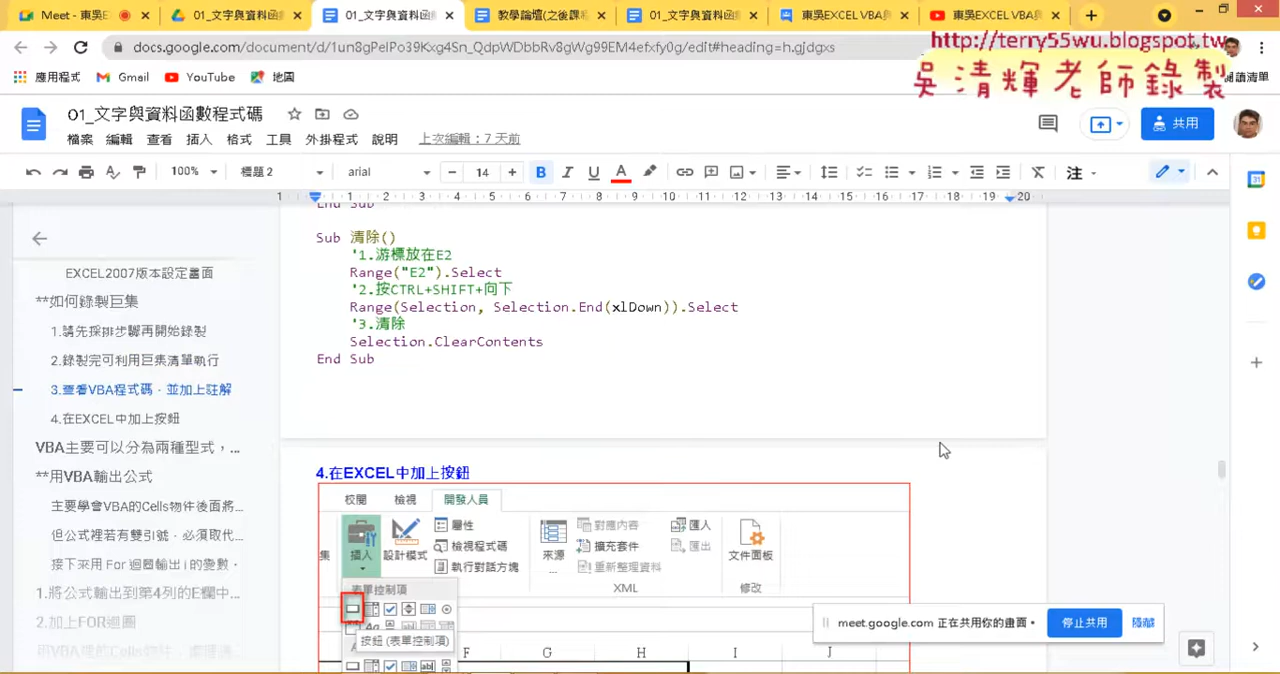 Meet - 東吳EXCEL
01_文字與資料函
01_文字與資料函
教學論壇(之後課
01_文字與資料函
東吳EXCEL VBA與
東吳EXCEL VBA與
docs.google.com/document/d/1un8gPelPo39Kxg4Sn_QdpWDbbRv8gWg99EM4efxfy0g/edit#heading=h.gjdgxs
http://terry55wu.blogspot.tw
吳清輝老師錄製
應用程式
Gmail
YouTube
地圖
閱讀清單
01_文字與資料函數程式碼
檔案 編輯 查看 插入 格式 工具 外掛程式 說明 上次編輯：7 天前
共用
100% 標題 2 arial 14
End Sub
Sub 清除()
'1.游標放在E2
Range("E2").Select
'2.按CTRL+SHIFT+向下
Range(Selection, Selection.End(xlDown)).Select
'3.清除
Selection.ClearContents
End Sub
EXCEL2007版本設定畫面
**如何錄製巨集
1.請先採排步驟再開始錄製
2.錄製完可利用巨集清單執行
3.查看VBA程式碼，並加上註解
4.在EXCEL中加上按鈕
VBA主要可以分為兩種型式，...
**用VBA輸出公式
主要學會VBA的Cells物件後面將...
但公式裡若有雙引號，必須取代...
接下來用 For 迴圈輸出 i 的變數，
1.將公式輸出到第4列的E欄中...
2.加上FOR迴圈
4.在EXCEL中加上按鈕
校閱 檢視 開發人員
集
插入
設計模式
屬性
檢視程式碼
執行對話方塊
來源
對應內容
擴充套件
重新整理資料
匯入
匯出
XML
文件面板
修改
表單控制項
按鈕 (表單控制項)
F G H I J
meet.google.com 正在共用你的畫面。
停止共用
隱藏